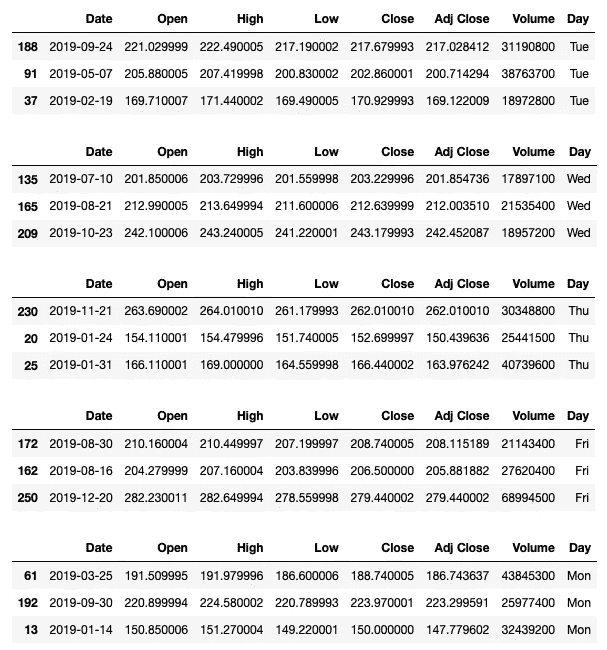 Date Open High Low Close Adj Close Volume Day
188 2019-09-24 221.029999 222.490005 217.190002 217.679993 217.028412 31190800 Tue
91 2019-05-07 205.880005 207.419998 200.832002 202.860001 200.714294 38763700 Tue
37 2019-02-19 169.710007 171.440002 169.490005 170.929993 169.122009 18972800 Tue
Date Open High Low Close Adj Close Volume Day
135 2019-07-10 201.850006 203.729996 201.559998 203.229996 201.854736 17897100 Wed
165 2019-08-21 212.990005 213.649994 211.600006 212.639999 212.003510 21535400 Wed
209 2019-10-23 242.100006 243.240005 241.220001 243.179993 242.452087 18957200 Wed
Date Open High Low Close Adj Close Volume Day
230 2019-11-21 263.690002 264.010010 261.179993 262.010010 262.010010 30348800 Thu
20 2019-01-24 154.110001 154.479996 151.740005 152.699997 150.439636 25441500 Thu
25 2019-01-31 166.110001 169.000000 164.559998 166.440002 163.976242 40739600 Thu
Date Open High Low Close Adj Close Volume Day
172 2019-08-30 210.160004 210.449997 207.199997 208.740005 208.115189 21143400 Fri
162 2019-08-16 204.279999 207.160004 203.839996 206.500000 205.881882 27620400 Fri
250 2019-12-20 282.230011 282.649994 278.559998 279.440002 279.440002 68994500 Fri
Date Open High Low Close Adj Close Volume Day
61 2019-03-25 191.509995 191.979996 186.600006 188.740005 186.743637 43845300 Mon
192 2019-09-30 220.899994 224.580002 220.789993 223.970001 223.299591 25977400 Mon
13 2019-01-14 150.850006 151.270004 149.220001 150.000000 147.779602 32439200 Mon